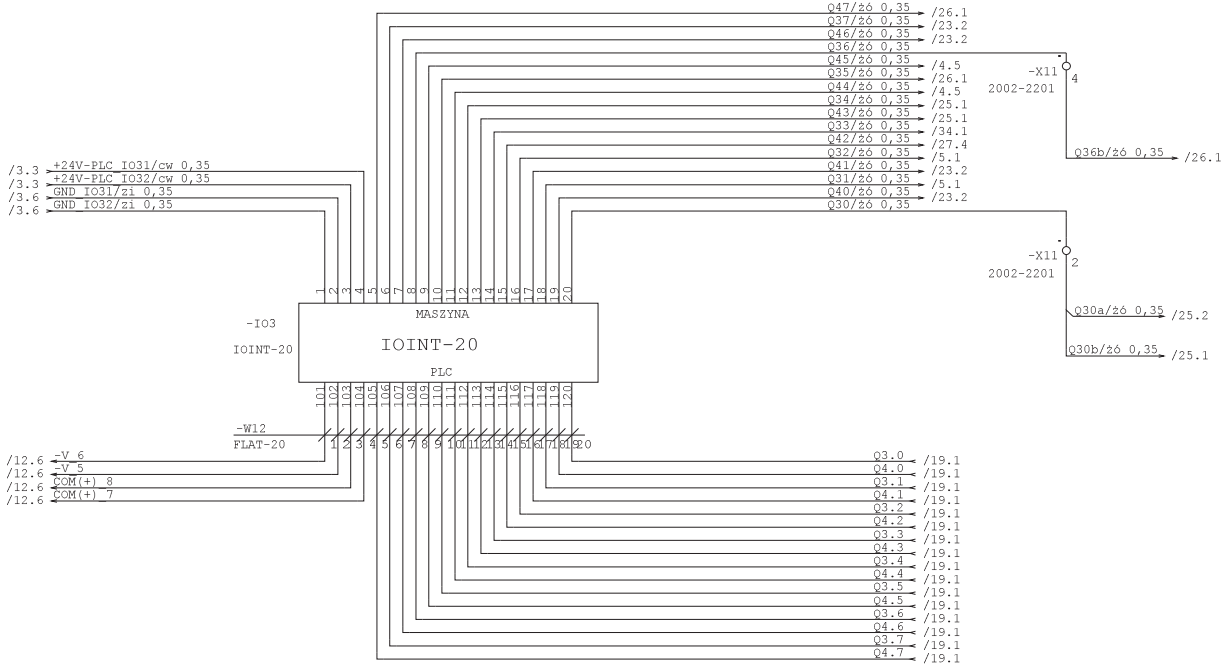 Q47/żó 0,35 /26.1
Q37/żó 0,35 /23.2
Q46/żó 0,35 /23.2
Q36/żó 0,35
Q45/żó 0,35 /4.5
Q35/żó 0,35 /26.1
Q44/żó 0,35 /4.5
Q34/żó 0,35 /25.1
Q43/żó 0,35 /25.1
Q33/żó 0,35 /34.1
Q42/żó 0,35 /27.4
Q32/żó 0,35 /5.1
Q41/żó 0,35 /23.2
Q31/żó 0,35 /5.1
Q40/żó 0,35 /23.2
Q30/żó 0,35
-X11 4
2002-2201
Q36b/żó 0,35 /26.1
/3.3 +24V-PLC_IO31/cw 0,35
/3.3 +24V-PLC_IO32/cw 0,35
/3.6 GND_IO31/zi 0,35
/3.6 GND_IO32/zi 0,35
-X11 2
2002-2201
Q30a/żó 0,35 /25.2
Q30b/żó 0,35 /25.1
1 2 3 4 5 6 7 8 9 10 11 12 13 14 15 16 17 18 19 20
MASZYNA
-IO3
IOINT-20
IOINT-20
PLC
101 102 103 104 105 106 107 108 109 110 111 112 113 114 115 116 117 118 119 120
-W12
FLAT-20
1 2 3 4 5 6 7 8 9 10 11 12 13 14 15 16 17 18 19 20
/12.6 -V_6
/12.6 -V_5
/12.6 COM(+)_8
/12.6 COM(+)_7
Q3.0 /19.1
Q4.0 /19.1
Q3.1 /19.1
Q4.1 /19.1
Q3.2 /19.1
Q4.2 /19.1
Q3.3 /19.1
Q4.3 /19.1
Q3.4 /19.1
Q4.4 /19.1
Q3.5 /19.1
Q4.5 /19.1
Q3.6 /19.1
Q4.6 /19.1
Q3.7 /19.1
Q4.7 /19.1